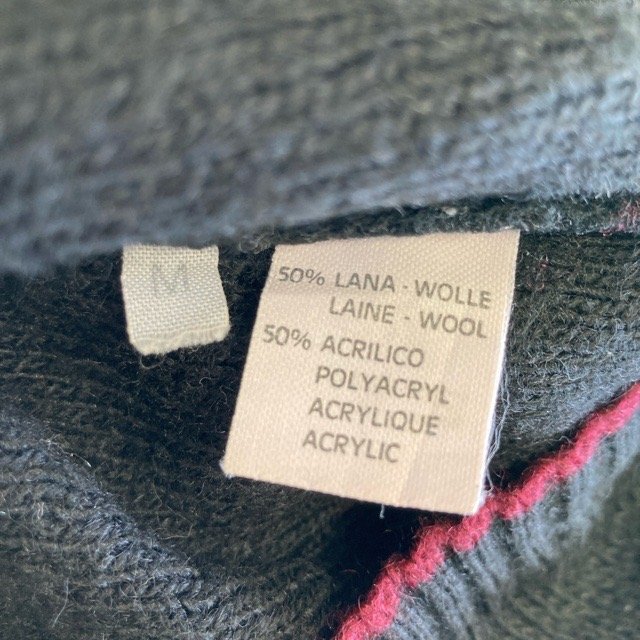 M
50% LANA - WOLLE
LAINE - WOOL
50% ACRILICO
POLYACRYL
ACRYLIQUE
ACRYLIC